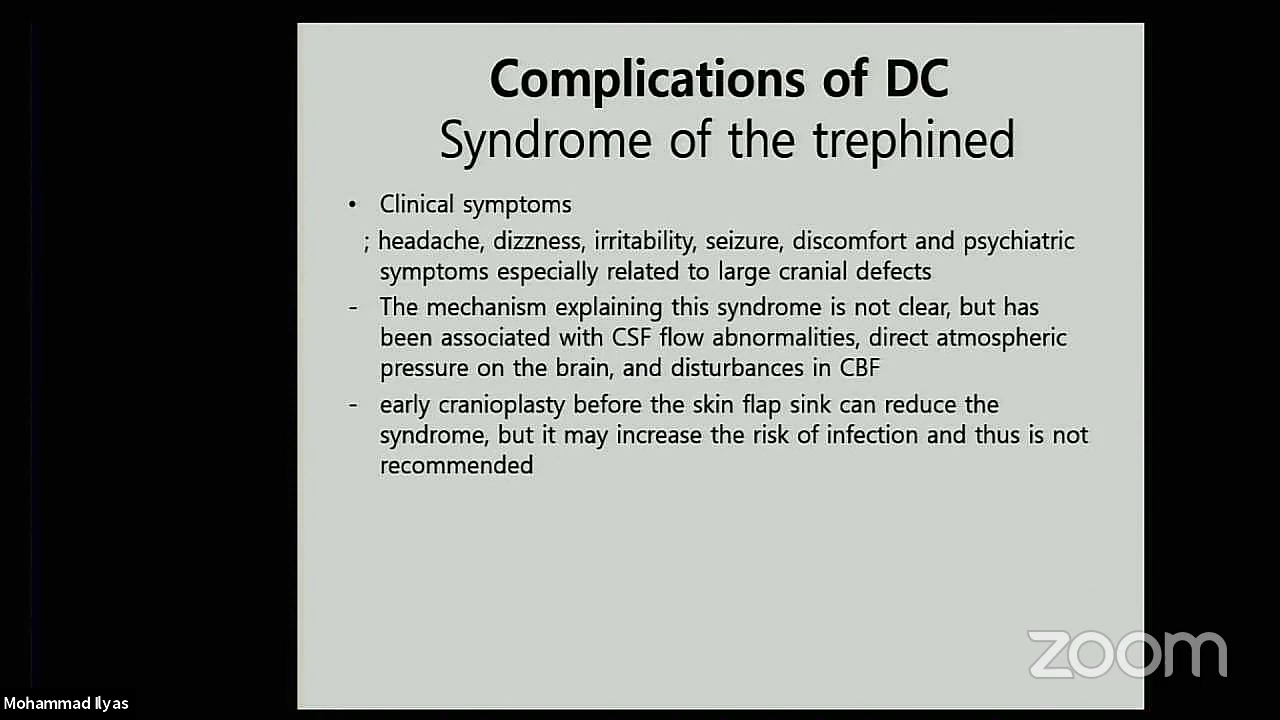 Complications of DC
Syndrome of the trephined
• Clinical symptoms
; headache, dizzness, irritability, seizure, discomfort and psychiatric
symptoms especially related to large cranial defects
- The mechanism explaining this syndrome is not clear, but has
been associated with CSF flow abnormalities, direct atmospheric
pressure on the brain, and disturbances in CBF
- early cranioplasty before the skin flap sink can reduce the
syndrome, but it may increase the risk of infection and thus is not
recommended
zoom
Mohammad Ilyas